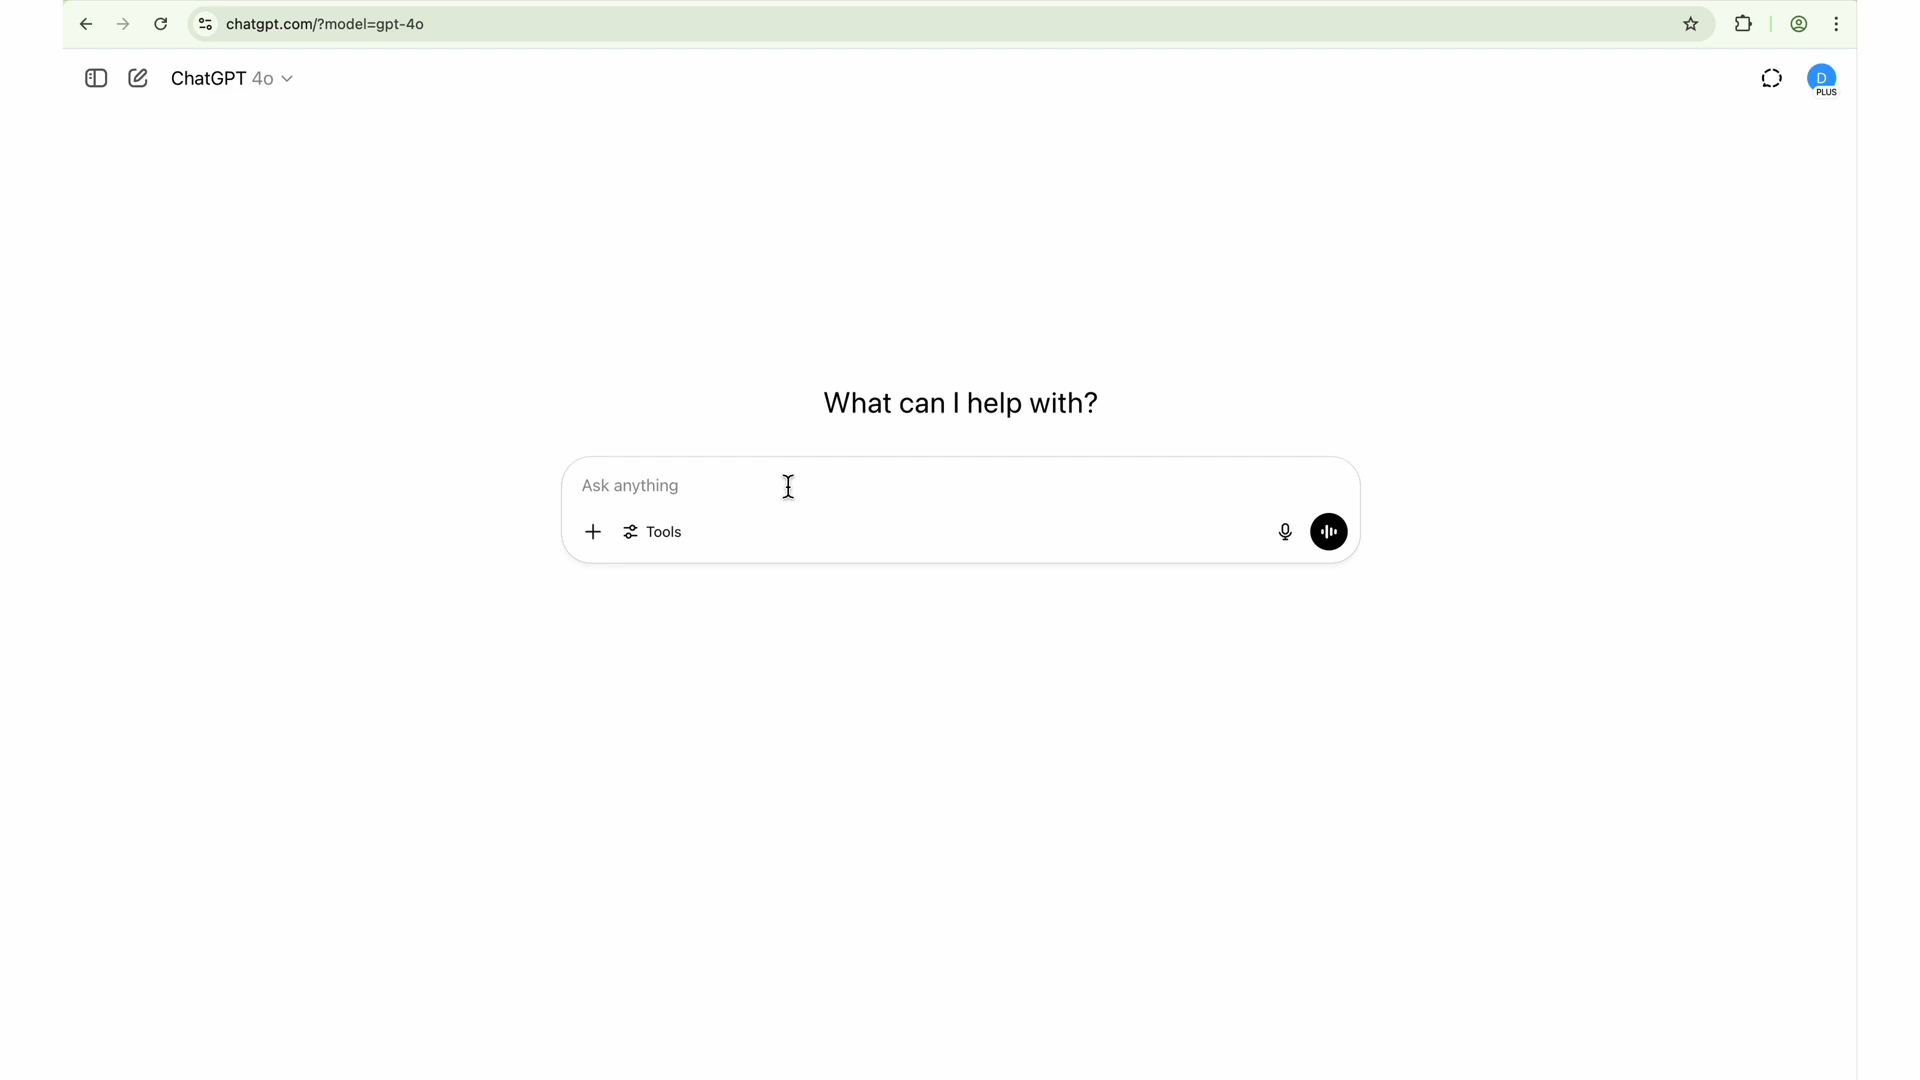 chatgpt.com/?model=gpt-4o
ChatGPT 4o
D
PLUS
What can I help with?
Ask anything
Tools